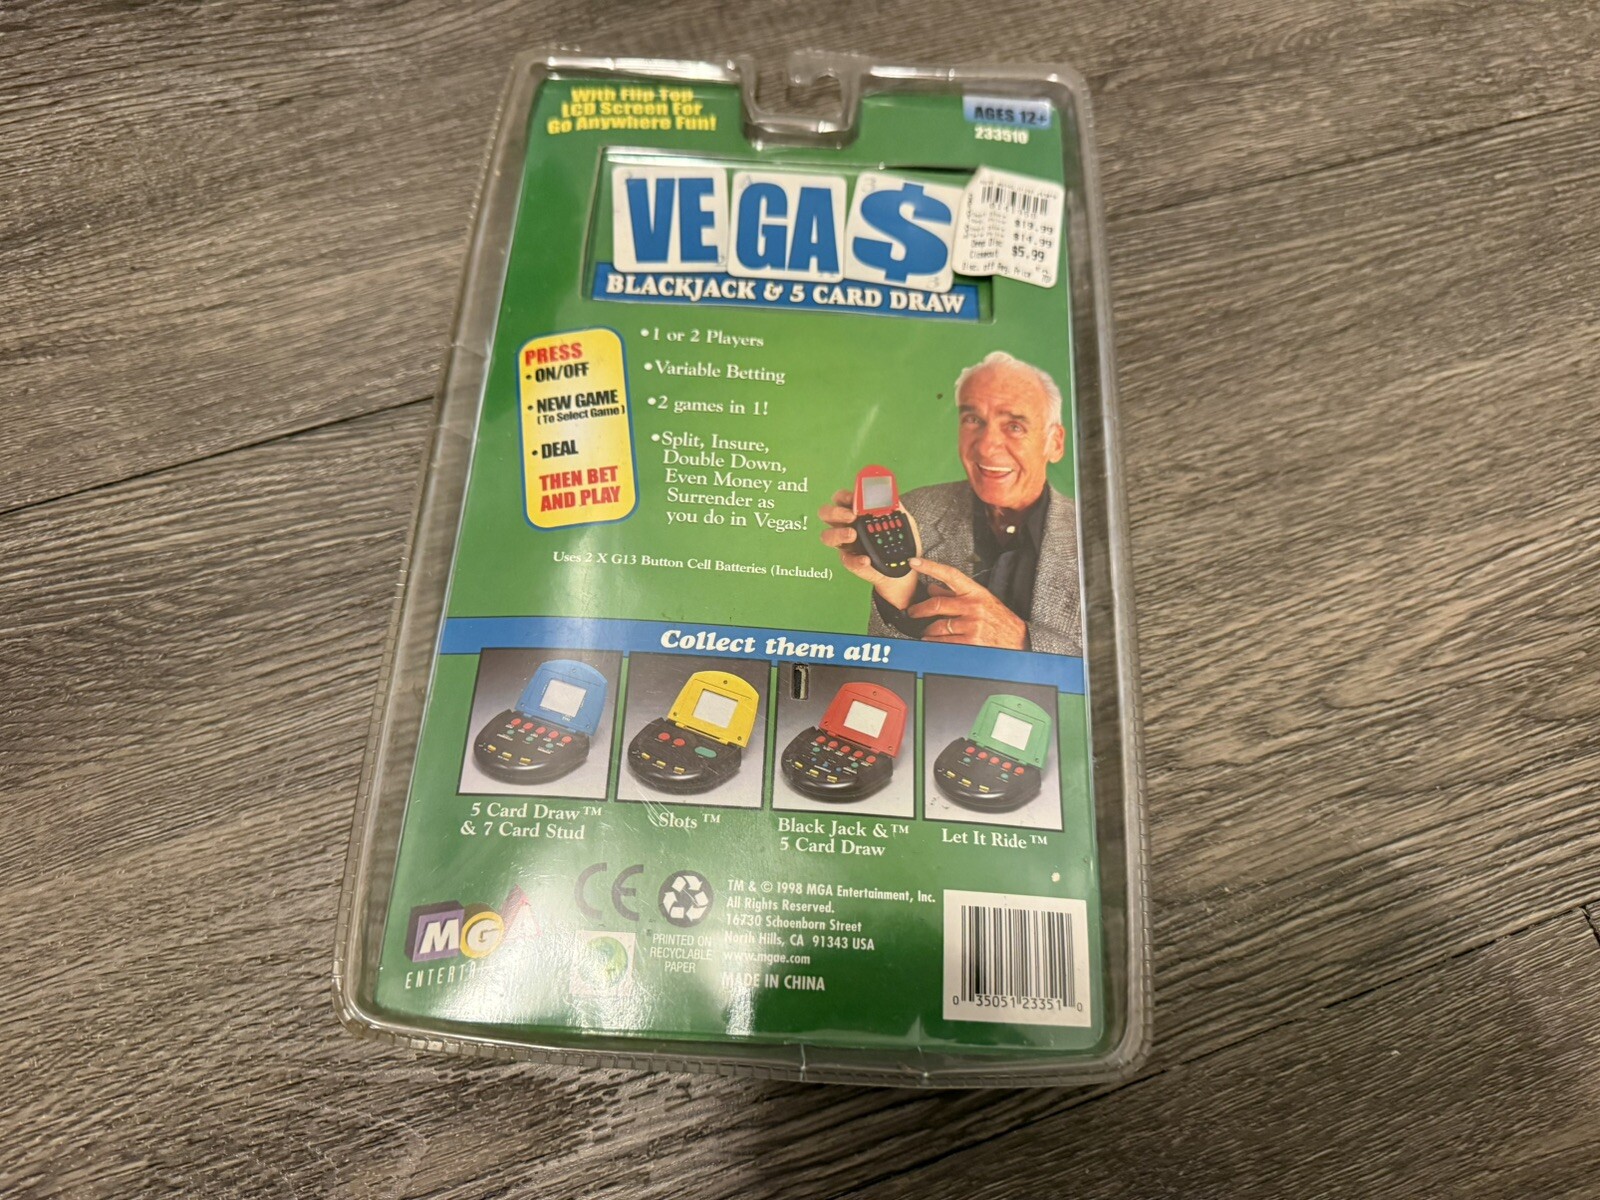 With Flip Top
LCD Screen For
Go Anywhere Fun!
AGES 12+
233510
VEGA$
BLACKJACK & 5 CARD DRAW
$19.99
$14.99
$5.99
PRESS
• ON/OFF
• NEW GAME
(To Select Game)
• DEAL
THEN BET
AND PLAY
•1 or 2 Players
•Variable Betting
•2 games in 1!
•Split, Insure,
Double Down,
Even Money and
Surrender as
you do in Vegas!
Uses 2 X G13 Button Cell Batteries (Included)
Collect them all!
5 Card Draw™
& 7 Card Stud
Slots ™
Black Jack &™
5 Card Draw
Let It Ride™
MGA
CE
PRINTED ON
RECYCLABLE
PAPER
TM & © 1998 MGA Entertainment, Inc.
All Rights Reserved.
16730 Schoenborn Street
North Hills, CA 91343 USA
www.mgae.com
MADE IN CHINA
0 35051 23351 0